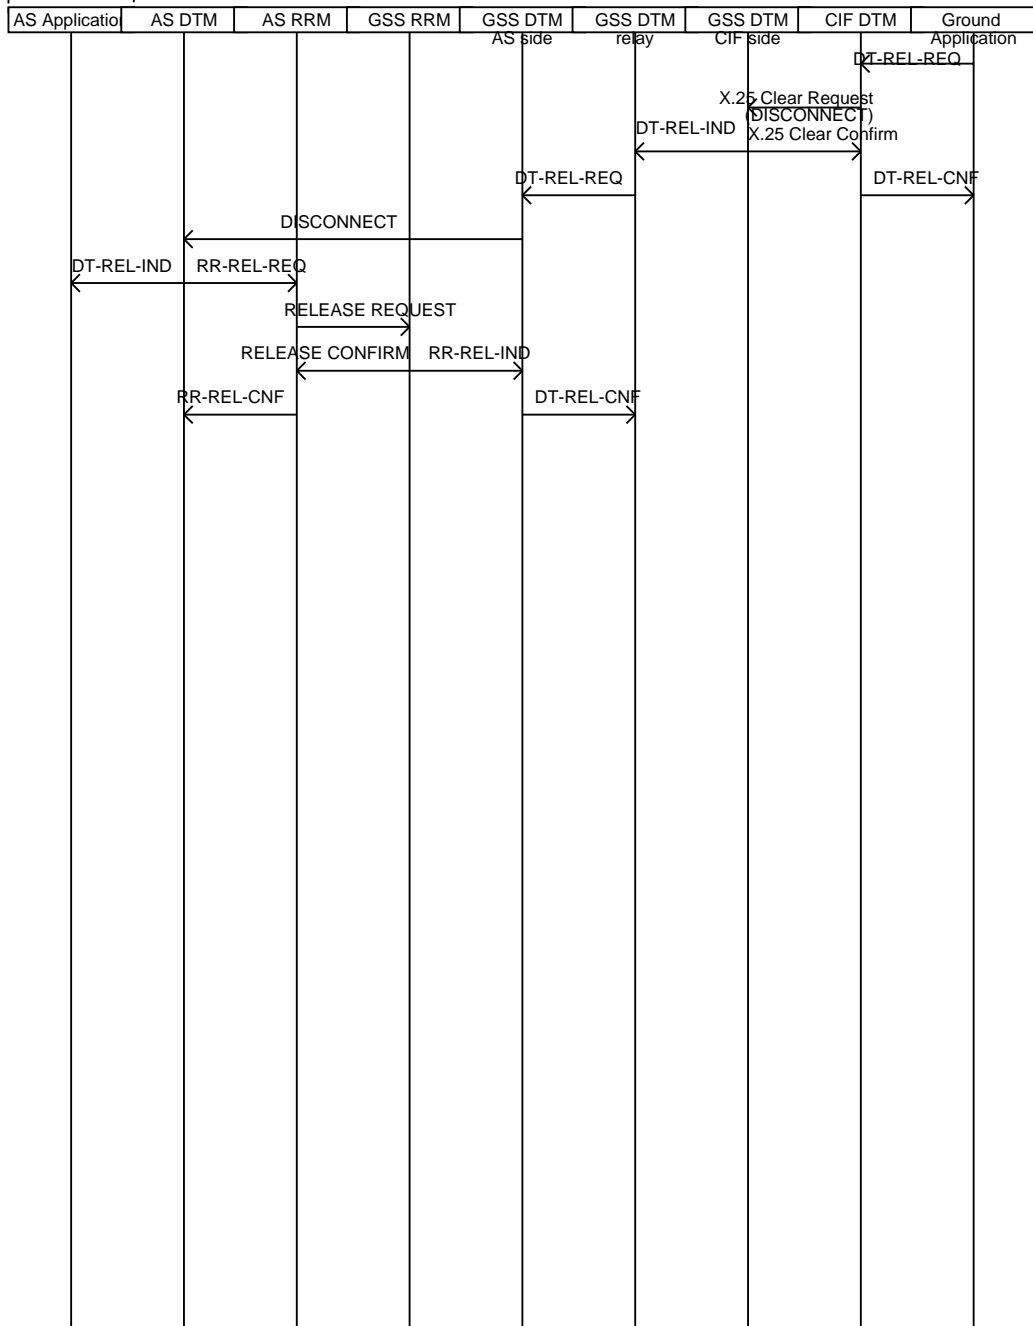 AS Application AS DTM AS RRM GSS RRM GSS DTM GSS DTM GSS DTM CIF DTM Ground
AS side relay CIF side Application
DT-REL-REQ
X.25 Clear Request
(DISCONNECT)
DT-REL-IND X.25 Clear Confirm
DT-REL-REQ DT-REL-CNF
DISCONNECT
DT-REL-IND RR-REL-REQ
RELEASE REQUEST
RELEASE CONFIRM RR-REL-IND
RR-REL-CNF DT-REL-CNF